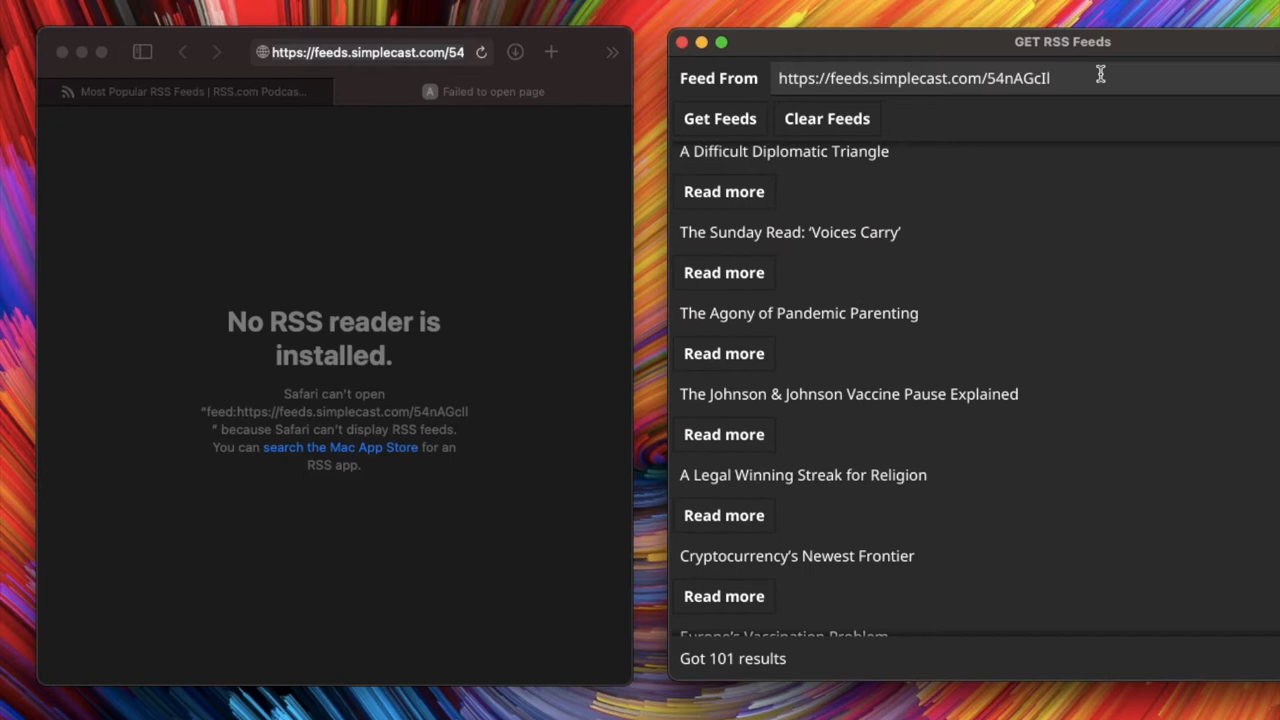 https://feeds.simplecast.com/54
Most Popular RSS Feeds | RSS.com Podcas...
A Failed to open page
No RSS reader is
installed.
Safari can't open
"feed:https://feeds.simplecast.com/54nAGcIl
" because Safari can't display RSS feeds.
You can search the Mac App Store for an
RSS app.
GET RSS Feeds
Feed From https://feeds.simplecast.com/54nAGcIl
Get Feeds Clear Feeds
A Difficult Diplomatic Triangle
Read more
The Sunday Read: ‘Voices Carry’
Read more
The Agony of Pandemic Parenting
Read more
The Johnson & Johnson Vaccine Pause Explained
Read more
A Legal Winning Streak for Religion
Read more
Cryptocurrency’s Newest Frontier
Read more
Europe’s Vaccination Problem
Got 101 results